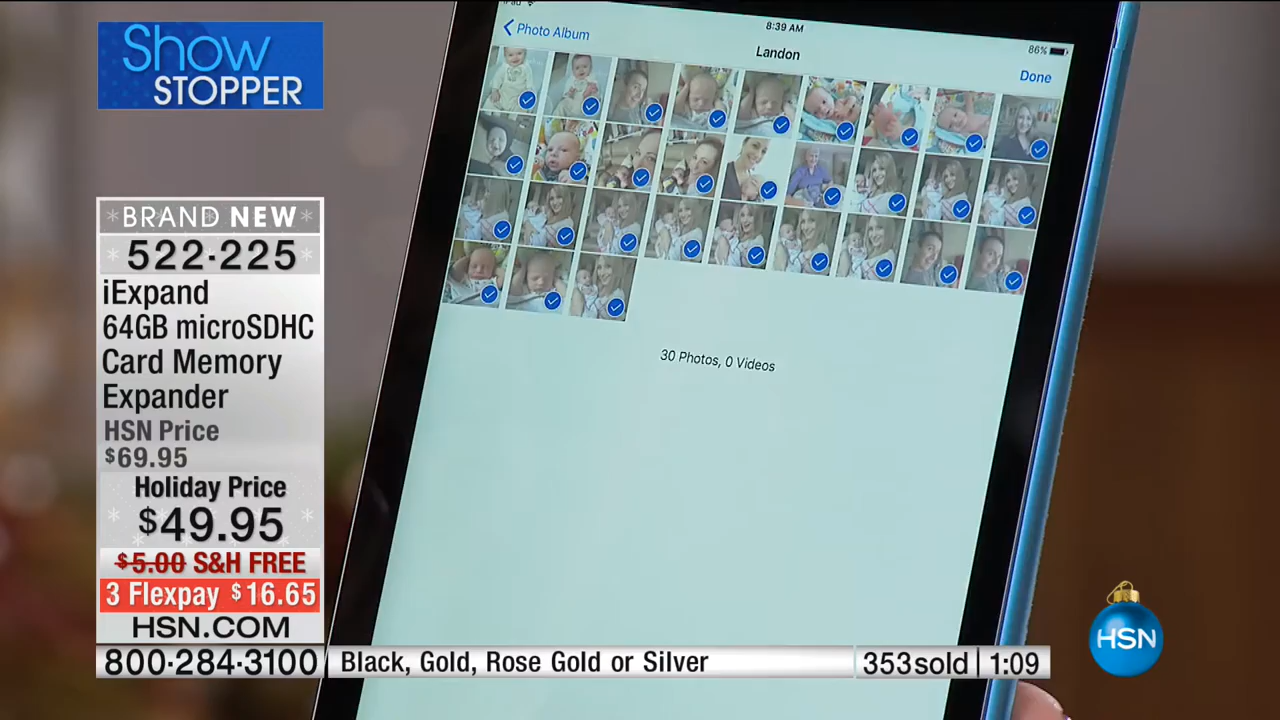 Show
STOPPER
BRAND NEW
522·225
iExpand
64GB microSDHC
Card Memory
Expander
HSN Price
$69.95
Holiday Price
$49.95
$5.00 S&H FREE
3 Flexpay $16.65
HSN.COM
800·284·3100
Black, Gold, Rose Gold or Silver
353sold
1:09
8:39 AM
86%
Photo Album
Landon
Done
30 Photos, 0 Videos
HSN